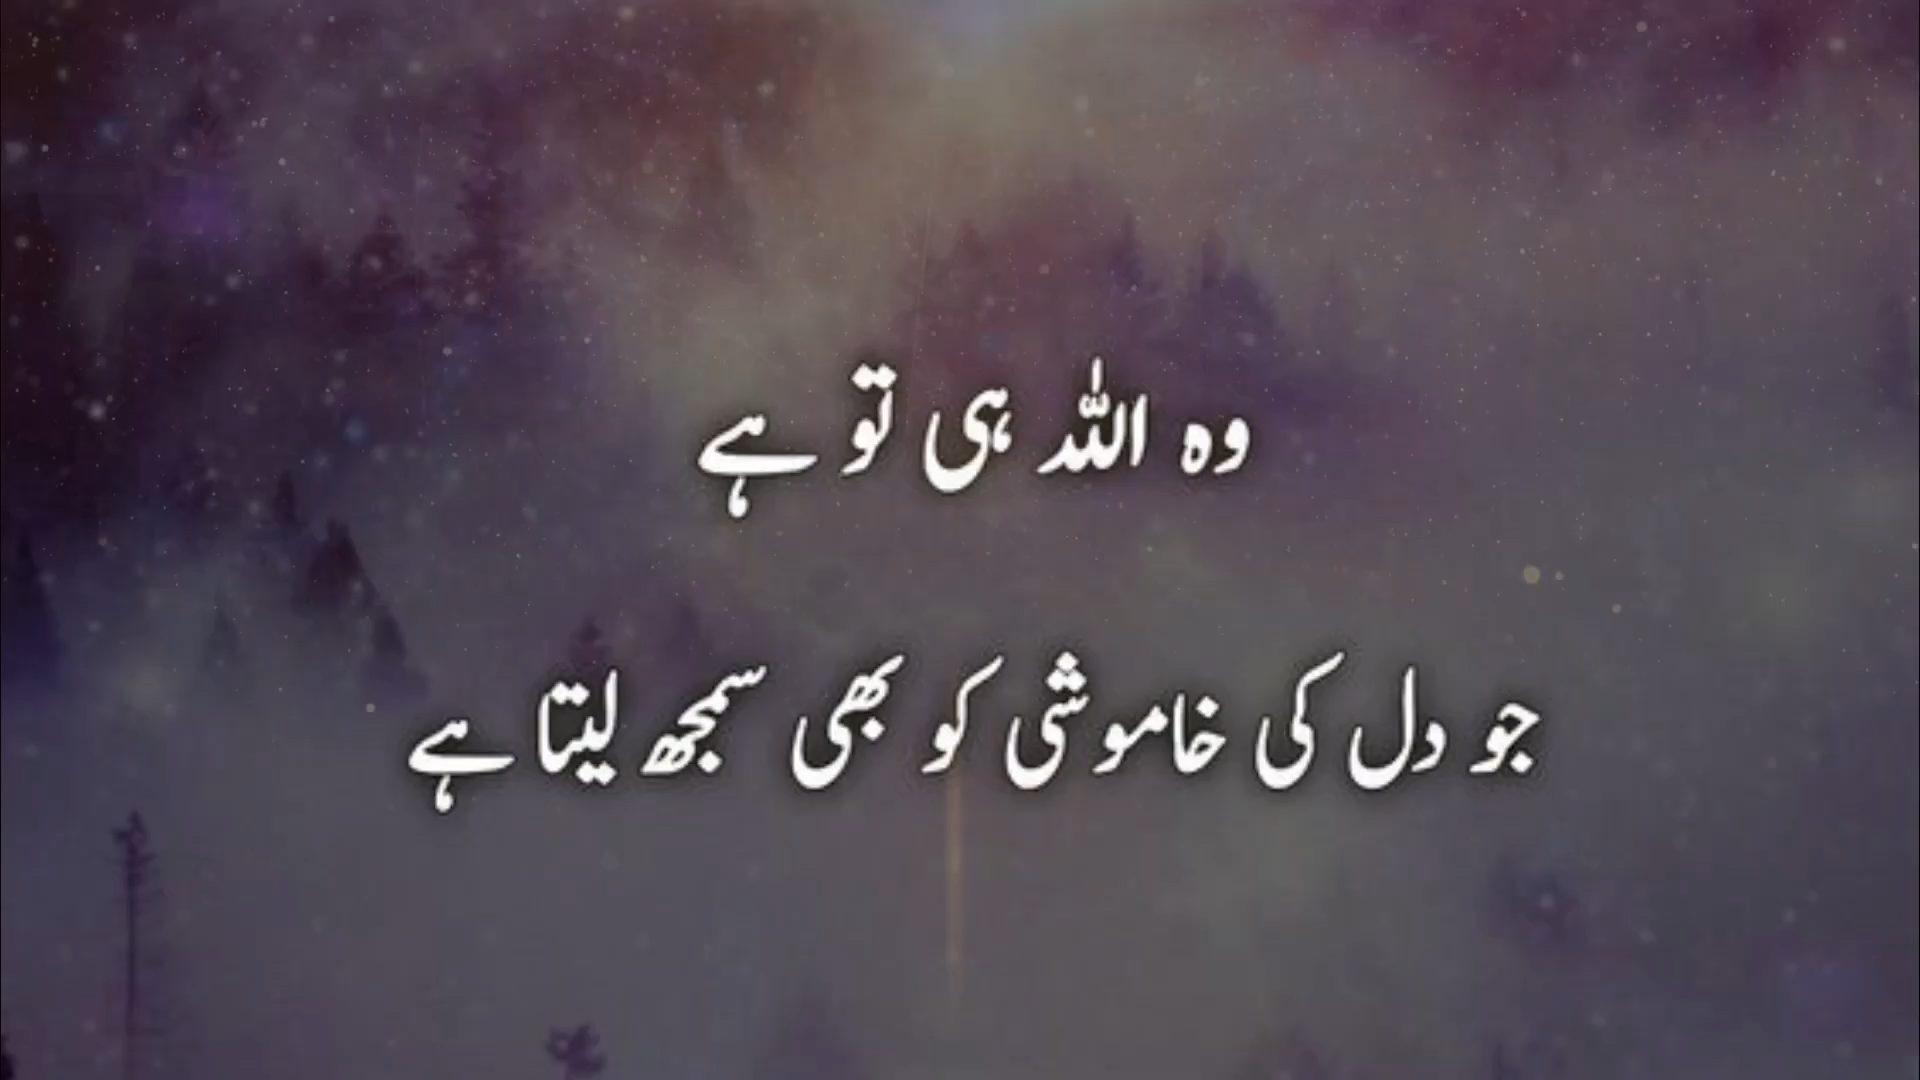 وہ اللہ ہی تو ہے
جو دل کی خاموشی کو بھی سمجھ لیتا ہے